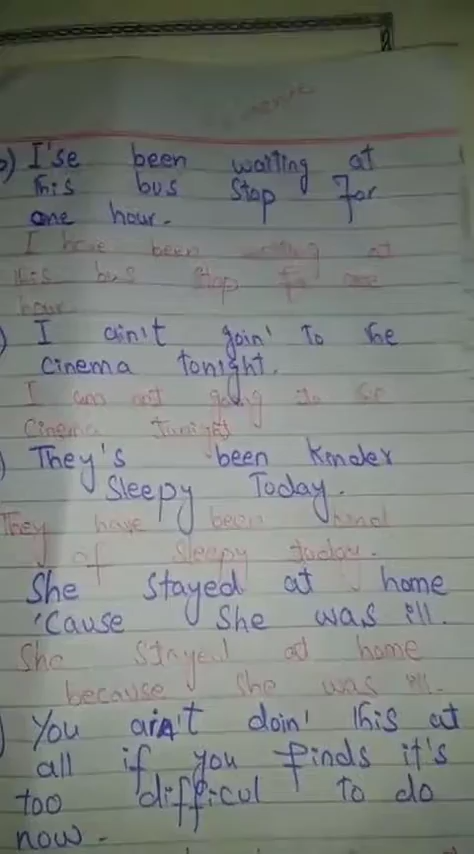 I'se been waiting at
this bus stop for
one hour.
I have been waiting at
this bus stop for one
hour.
I ain't goin' to the
cinema tonight.
I am not going to
Cinema tonight
They's been kinder
Sleepy Today.
They have been kind
of sleepy today.
She stayed at home
'Cause She was ill.
She stayed at home
because she was ill.
You ain't doin' this at
all if you finds it's
too difficul to do
now.